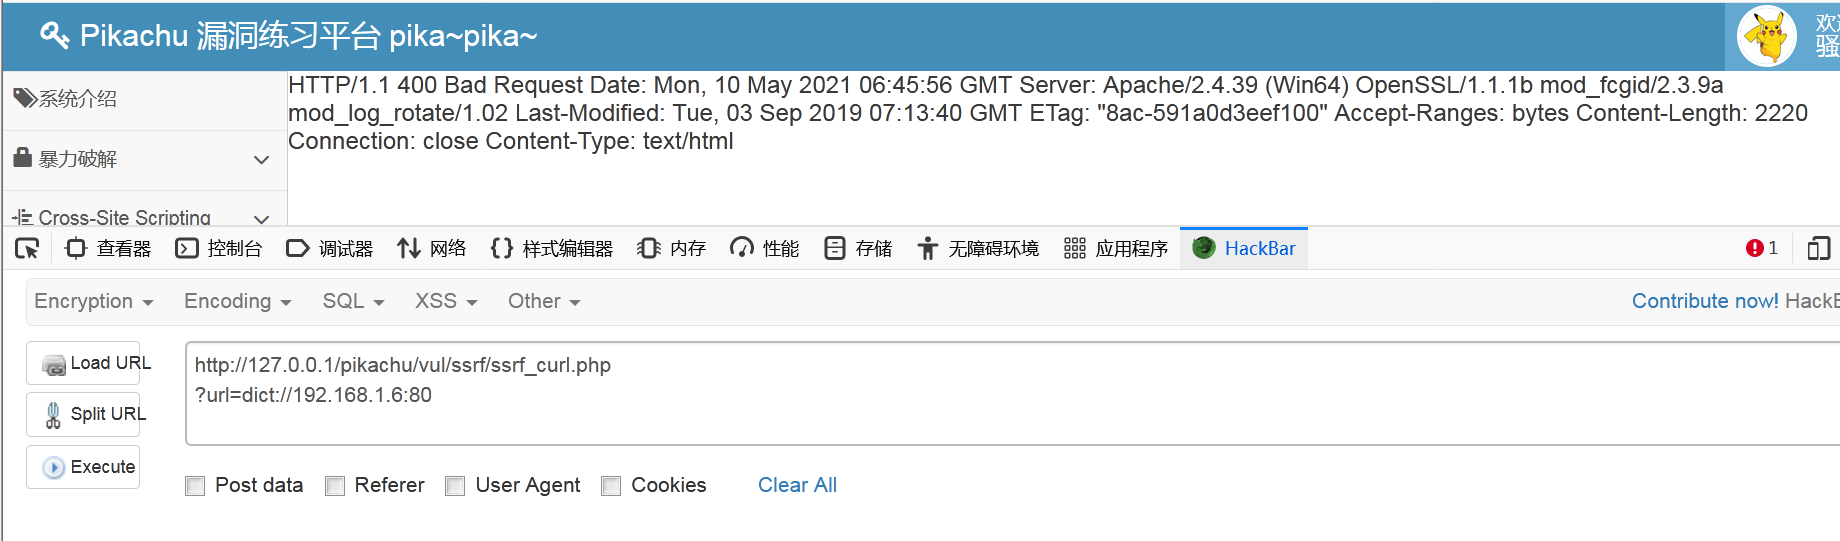 Pikachu 漏洞练习平台 pika~pika~
欢
骚
系统介绍
暴力破解
Cross-Site Scripting
HTTP/1.1 400 Bad Request Date: Mon, 10 May 2021 06:45:56 GMT Server: Apache/2.4.39 (Win64) OpenSSL/1.1.1b mod_fcgid/2.3.9a
mod_log_rotate/1.02 Last-Modified: Tue, 03 Sep 2019 07:13:40 GMT ETag: "8ac-591a0d3eef100" Accept-Ranges: bytes Content-Length: 2220
Connection: close Content-Type: text/html
查看器 控制台 调试器 网络 样式编辑器 内存 性能 存储 无障碍环境 应用程序 HackBar 1
Encryption Encoding SQL XSS Other Contribute now! HackB
Load URL
Split URL
Execute
http://127.0.0.1/pikachu/vul/ssrf/ssrf_curl.php
?url=dict://192.168.1.6:80
Post data Referer User Agent Cookies Clear All